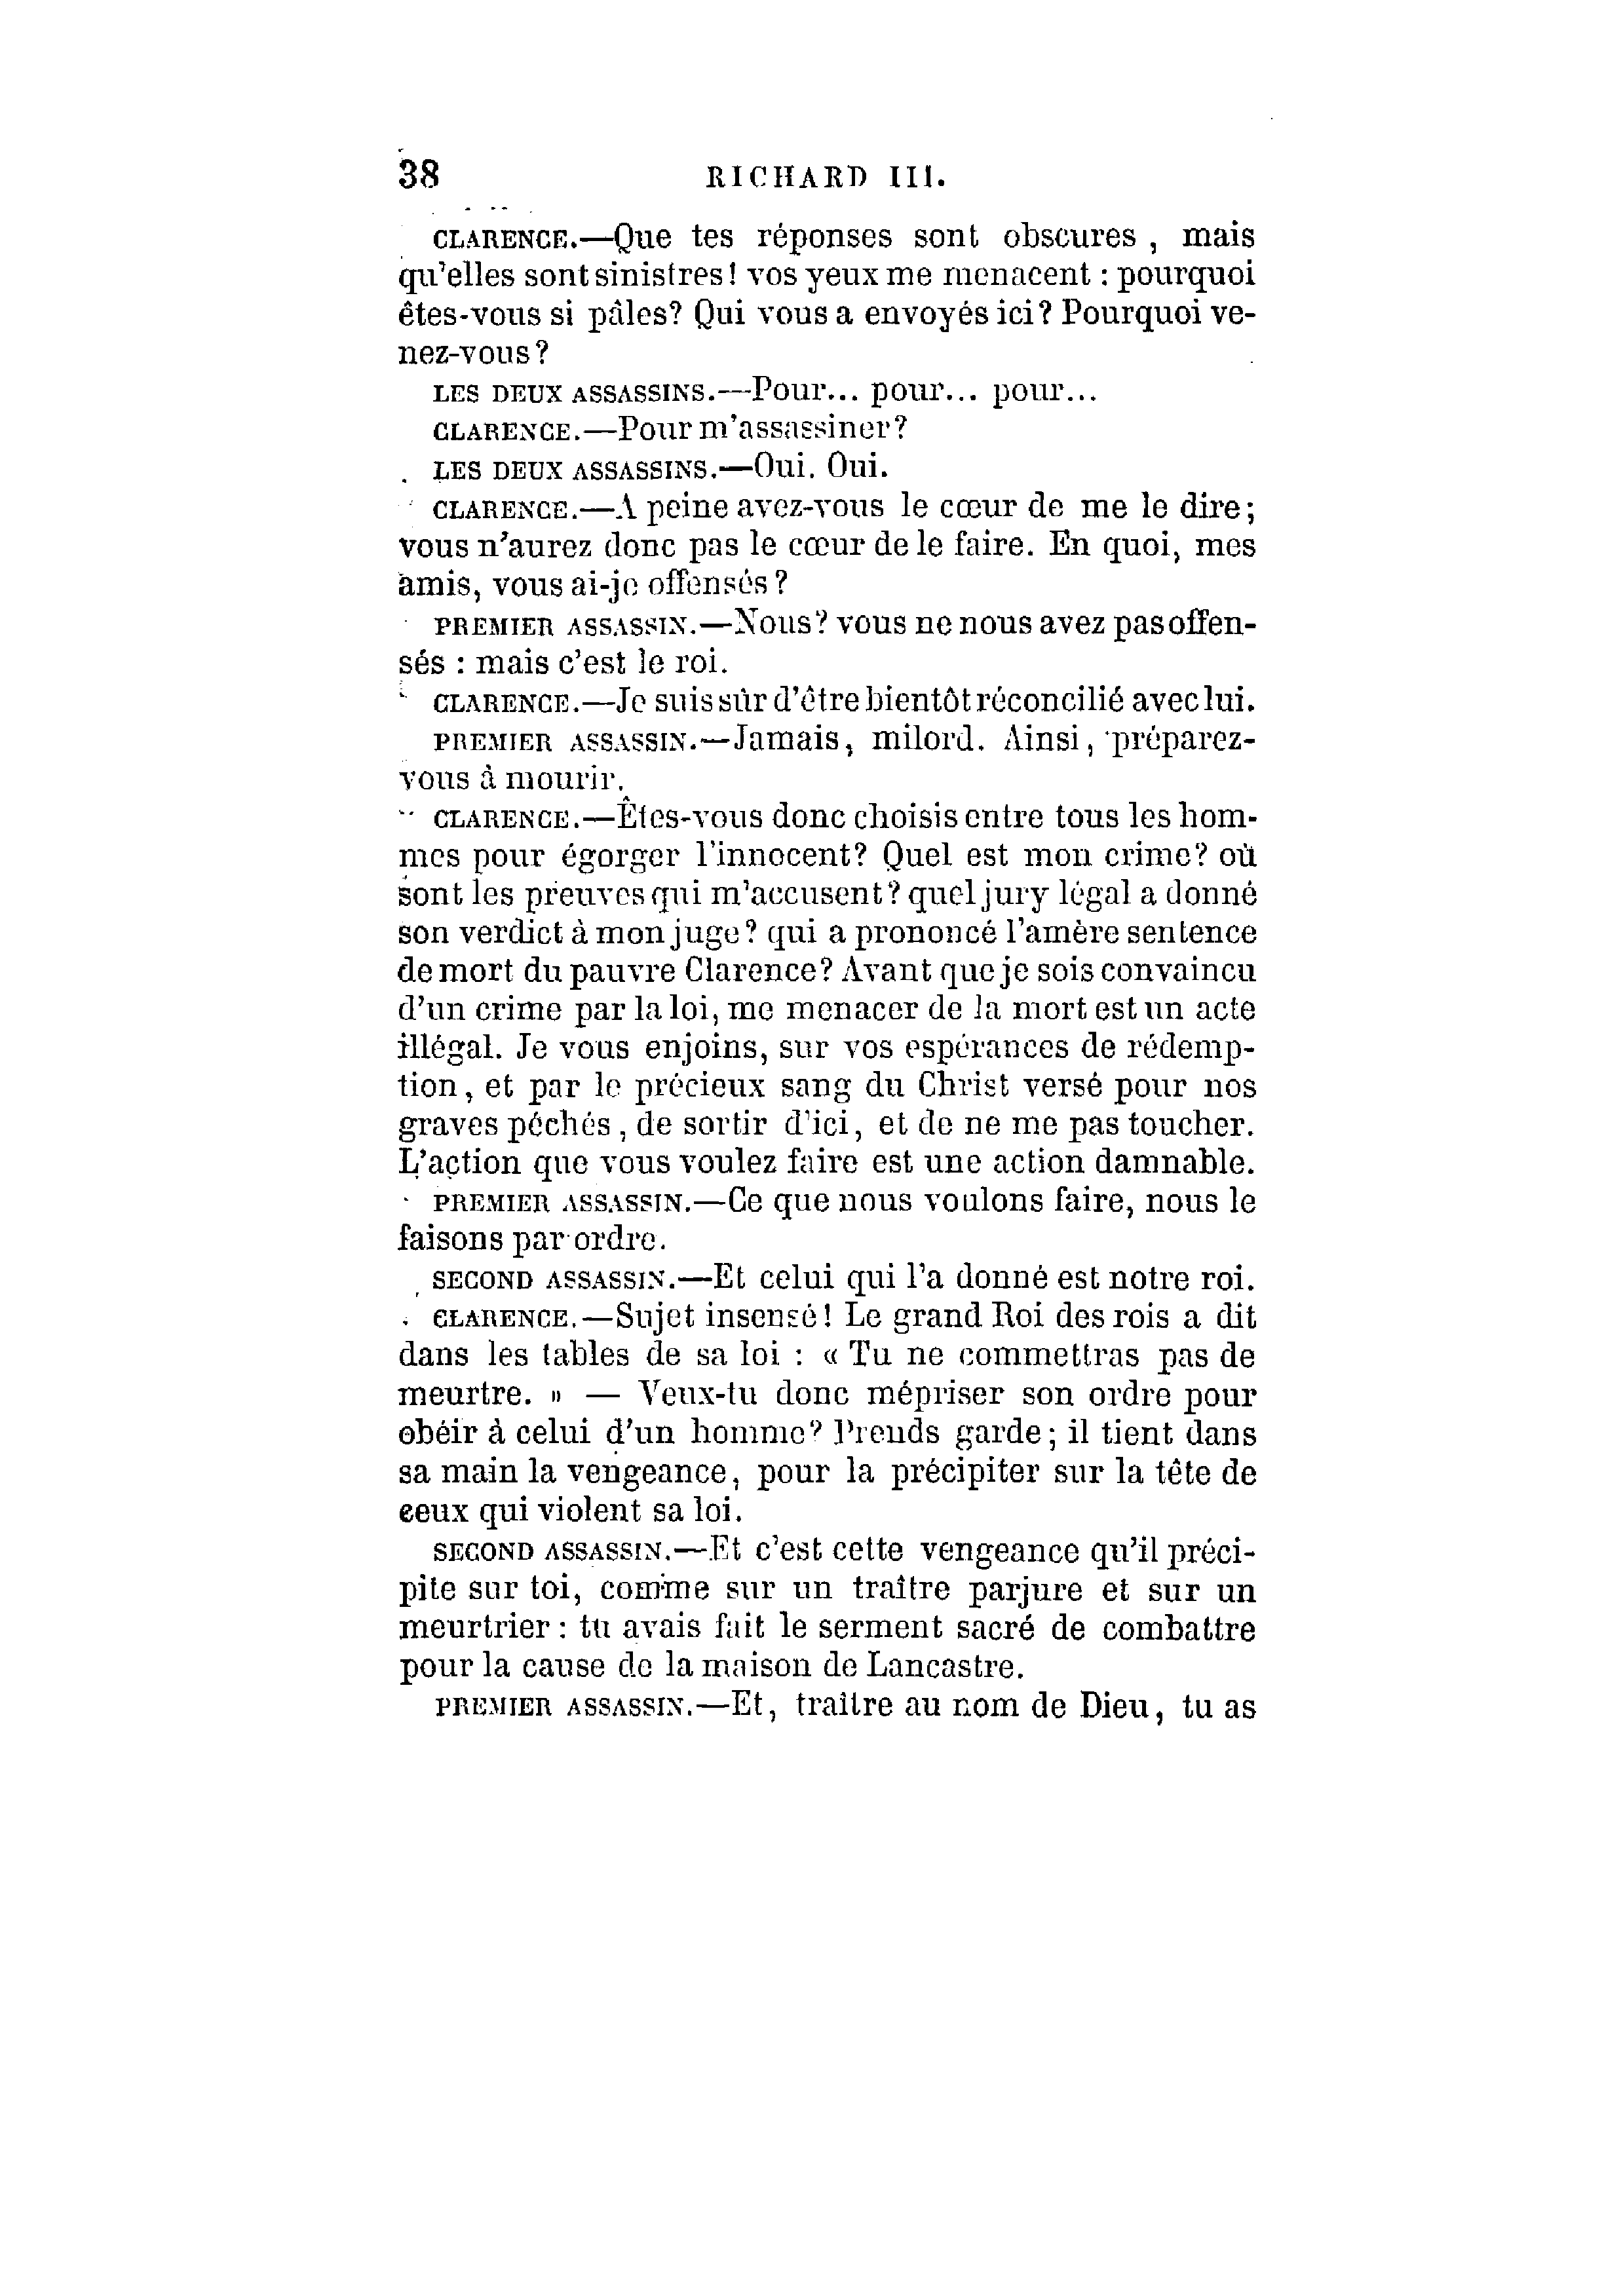 38 RICHARD III.
CLARENCE.—Que tes réponses sont obscures , mais
qu'elles sont sinistres! vos yeux me menacent : pourquoi
êtes-vous si pâles? Qui vous a envoyés ici? Pourquoi ve-
nez-vous?
LES DEUX ASSASSINS.—Pour... pour... pour...
CLARENCE.—Pour m'assassiner?
LES DEUX ASSASSINS.—Oui. Oui.
CLARENCE.—A peine avez-vous le cœur de me le dire;
vous n'aurez donc pas le cœur de le faire. En quoi, mes
amis, vous ai-je offensés?
PREMIER ASSASSIN.—Nous? vous ne nous avez pas offen-
sés : mais c'est le roi.
CLARENCE.—Je suis sûr d'être bientôt réconcilié avec lui.
PREMIER ASSASSIN.—Jamais, milord. Ainsi, préparez-
vous à mourir.
CLARENCE.—Êtes-vous donc choisis entre tous les hom-
mes pour égorger l'innocent? Quel est mon crime? où
sont les preuves qui m'accusent? quel jury légal a donné
son verdict à mon juge? qui a prononcé l'amère sentence
de mort du pauvre Clarence? Avant que je sois convaincu
d'un crime par la loi, me menacer de la mort est un acte
illégal. Je vous enjoins, sur vos espérances de rédemp-
tion, et par le précieux sang du Christ versé pour nos
graves péchés, de sortir d'ici, et de ne me pas toucher.
L'action que vous voulez faire est une action damnable.
PREMIER ASSASSIN.—Ce que nous voulons faire, nous le
faisons par ordre.
SECOND ASSASSIN.—Et celui qui l'a donné est notre roi.
CLARENCE.—Sujet insensé! Le grand Roi des rois a dit
dans les tables de sa loi : « Tu ne commettras pas de
meurtre. » — Veux-tu donc mépriser son ordre pour
obéir à celui d'un homme? Prends garde; il tient dans
sa main la vengeance, pour la précipiter sur la tête de
ceux qui violent sa loi.
SECOND ASSASSIN.—Et c'est cette vengeance qu'il préci-
pite sur toi, comme sur un traître parjure et sur un
meurtrier : tu avais fait le serment sacré de combattre
pour la cause de la maison de Lancastre.
PREMIER ASSASSIN.—Et, traître au nom de Dieu, tu as